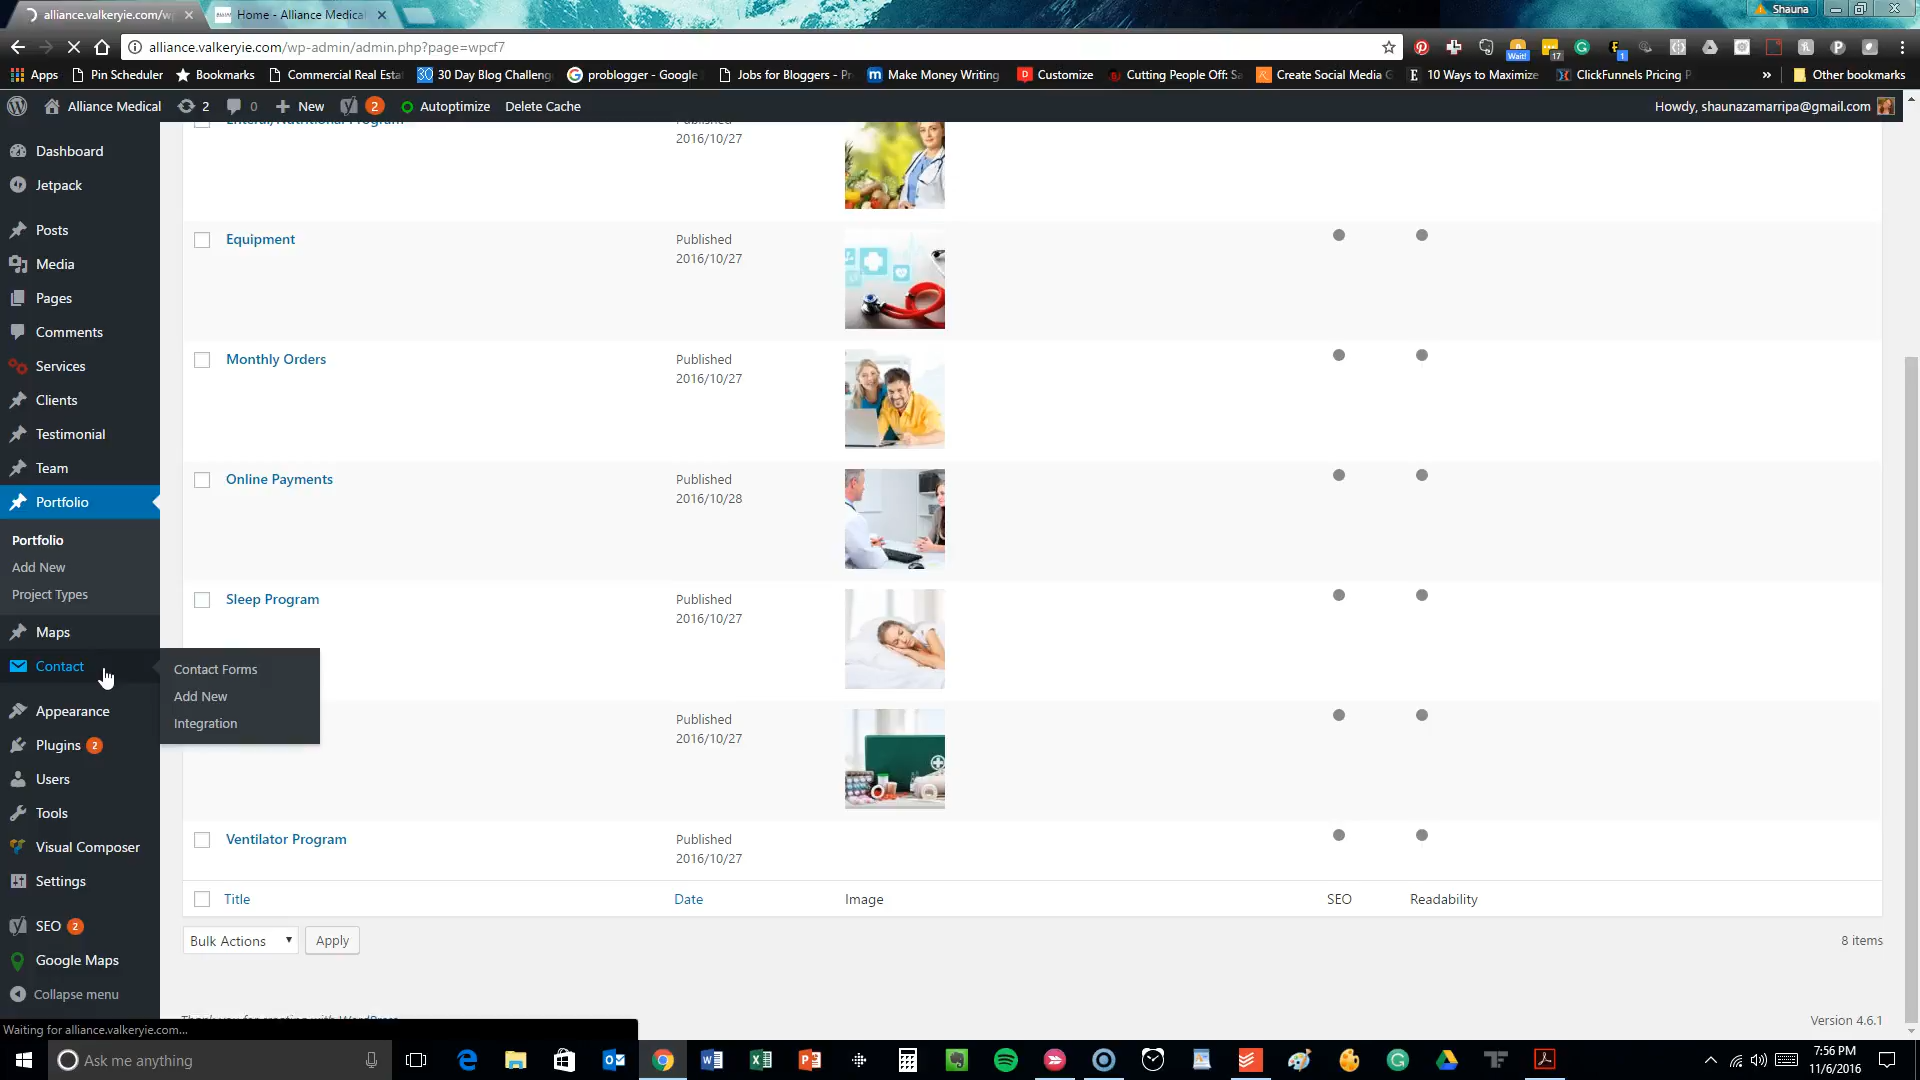 alliance.valkeryie.com/wp
Home - Alliance Medical
Shauna
alliance.valkeryie.com/wp-admin/admin.php?page=wpcf7
Apps
Pin Scheduler
Bookmarks
Commercial Real Esta
30 Day Blog Challeng
problogger - Google
Jobs for Bloggers - Pr
Make Money Writing
Customize
Cutting People Off: Sa
Create Social Media G
10 Ways to Maximize
ClickFunnels Pricing P
»
Other bookmarks
Alliance Medical
2
0
New
2
Autoptimize
Delete Cache
Howdy, shaunazamarripa@gmail.com
Dashboard
Jetpack
Posts
Media
Pages
Comments
Services
Clients
Testimonial
Team
Portfolio
Portfolio
Add New
Project Types
Maps
Contact
Contact Forms
Add New
Integration
Appearance
Plugins 2
Users
Tools
Visual Composer
Settings
SEO 2
Google Maps
Collapse menu
Enteral/Nutritional Program
Published
2016/10/27
Equipment
Published
2016/10/27
Monthly Orders
Published
2016/10/27
Online Payments
Published
2016/10/28
Sleep Program
Published
2016/10/27
Published
2016/10/27
Ventilator Program
Published
2016/10/27
Title
Date
Image
SEO
Readability
Bulk Actions
Apply
8 items
Version 4.6.1
Waiting for alliance.valkeryie.com...
Ask me anything
7:56 PM
11/6/2016